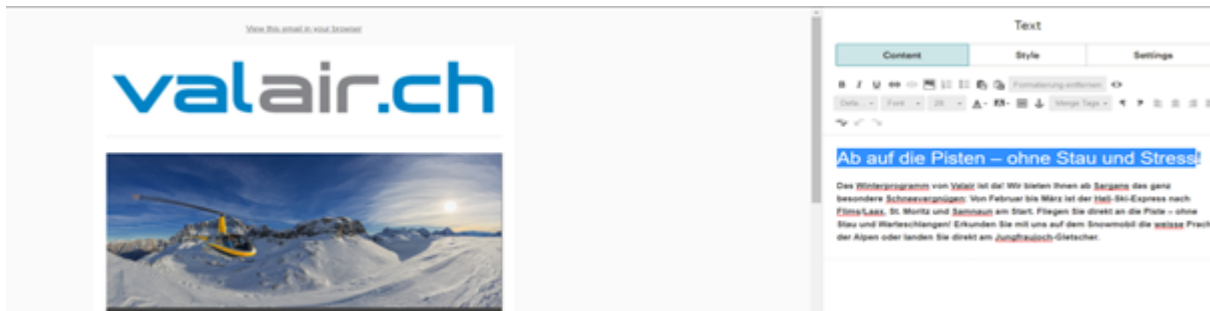 View this email in your browser
valair.ch
Text
Content Style Settings
B I U Formatierung entfernen <>
Defa... Font 28 A Merge Tags
Ab auf die Pisten – ohne Stau und Stress!
Das Winterprogramm von Valair ist da! Wir bieten Ihnen ab Sargans das ganz
besondere Schneevergnügen: Von Februar bis März ist der Heli-Ski-Express nach
Flims/Laax, St. Moritz und Samnaun am Start. Fliegen Sie direkt an die Piste – ohne
Stau und Warteschlangen! Erkunden Sie mit uns auf dem Snowmobil die weisse Prach
der Alpen oder landen Sie direkt am Jungfraujoch-Gletscher.